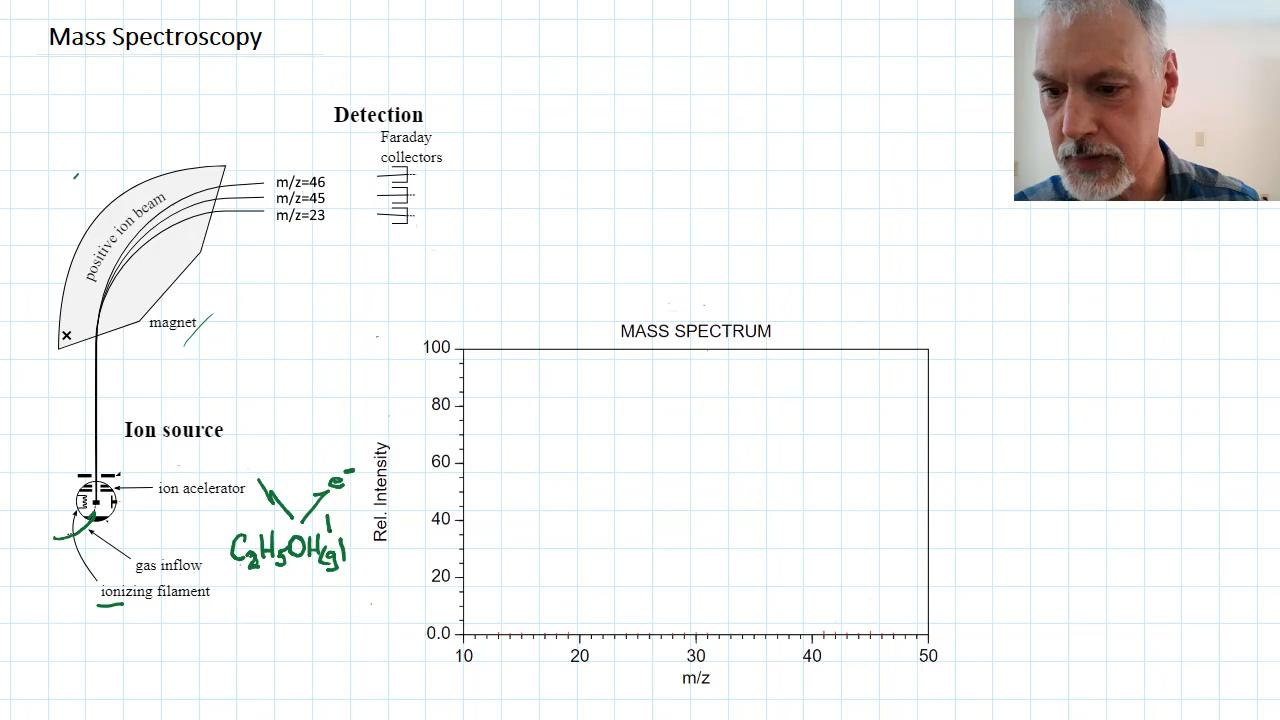 Mass Spectroscopy
Detection
Faraday
collectors
m/z=46
m/z=45
m/z=23
positive ion beam
magnet
Ion source
ion acelerator
gas inflow
ionizing filament
e⁻
C₂H₅OH(g)
MASS SPECTRUM
100
80
60
40
20
0.0
Rel. Intensity
10 20 30 40 50
m/z